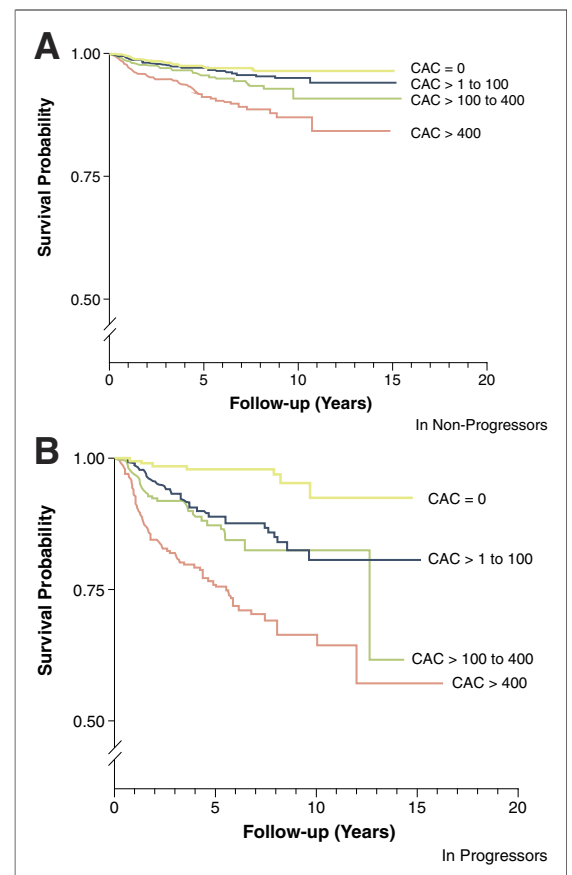 A
1.00
0.75
0.50
Survival Probability
CAC = 0
CAC > 1 to 100
CAC > 100 to 400
CAC > 400
0 5 10 15 20
Follow-up (Years)
In Non-Progressors
B
1.00
0.75
0.50
Survival Probability
CAC = 0
CAC > 1 to 100
CAC > 100 to 400
CAC > 400
0 5 10 15 20
Follow-up (Years)
In Progressors